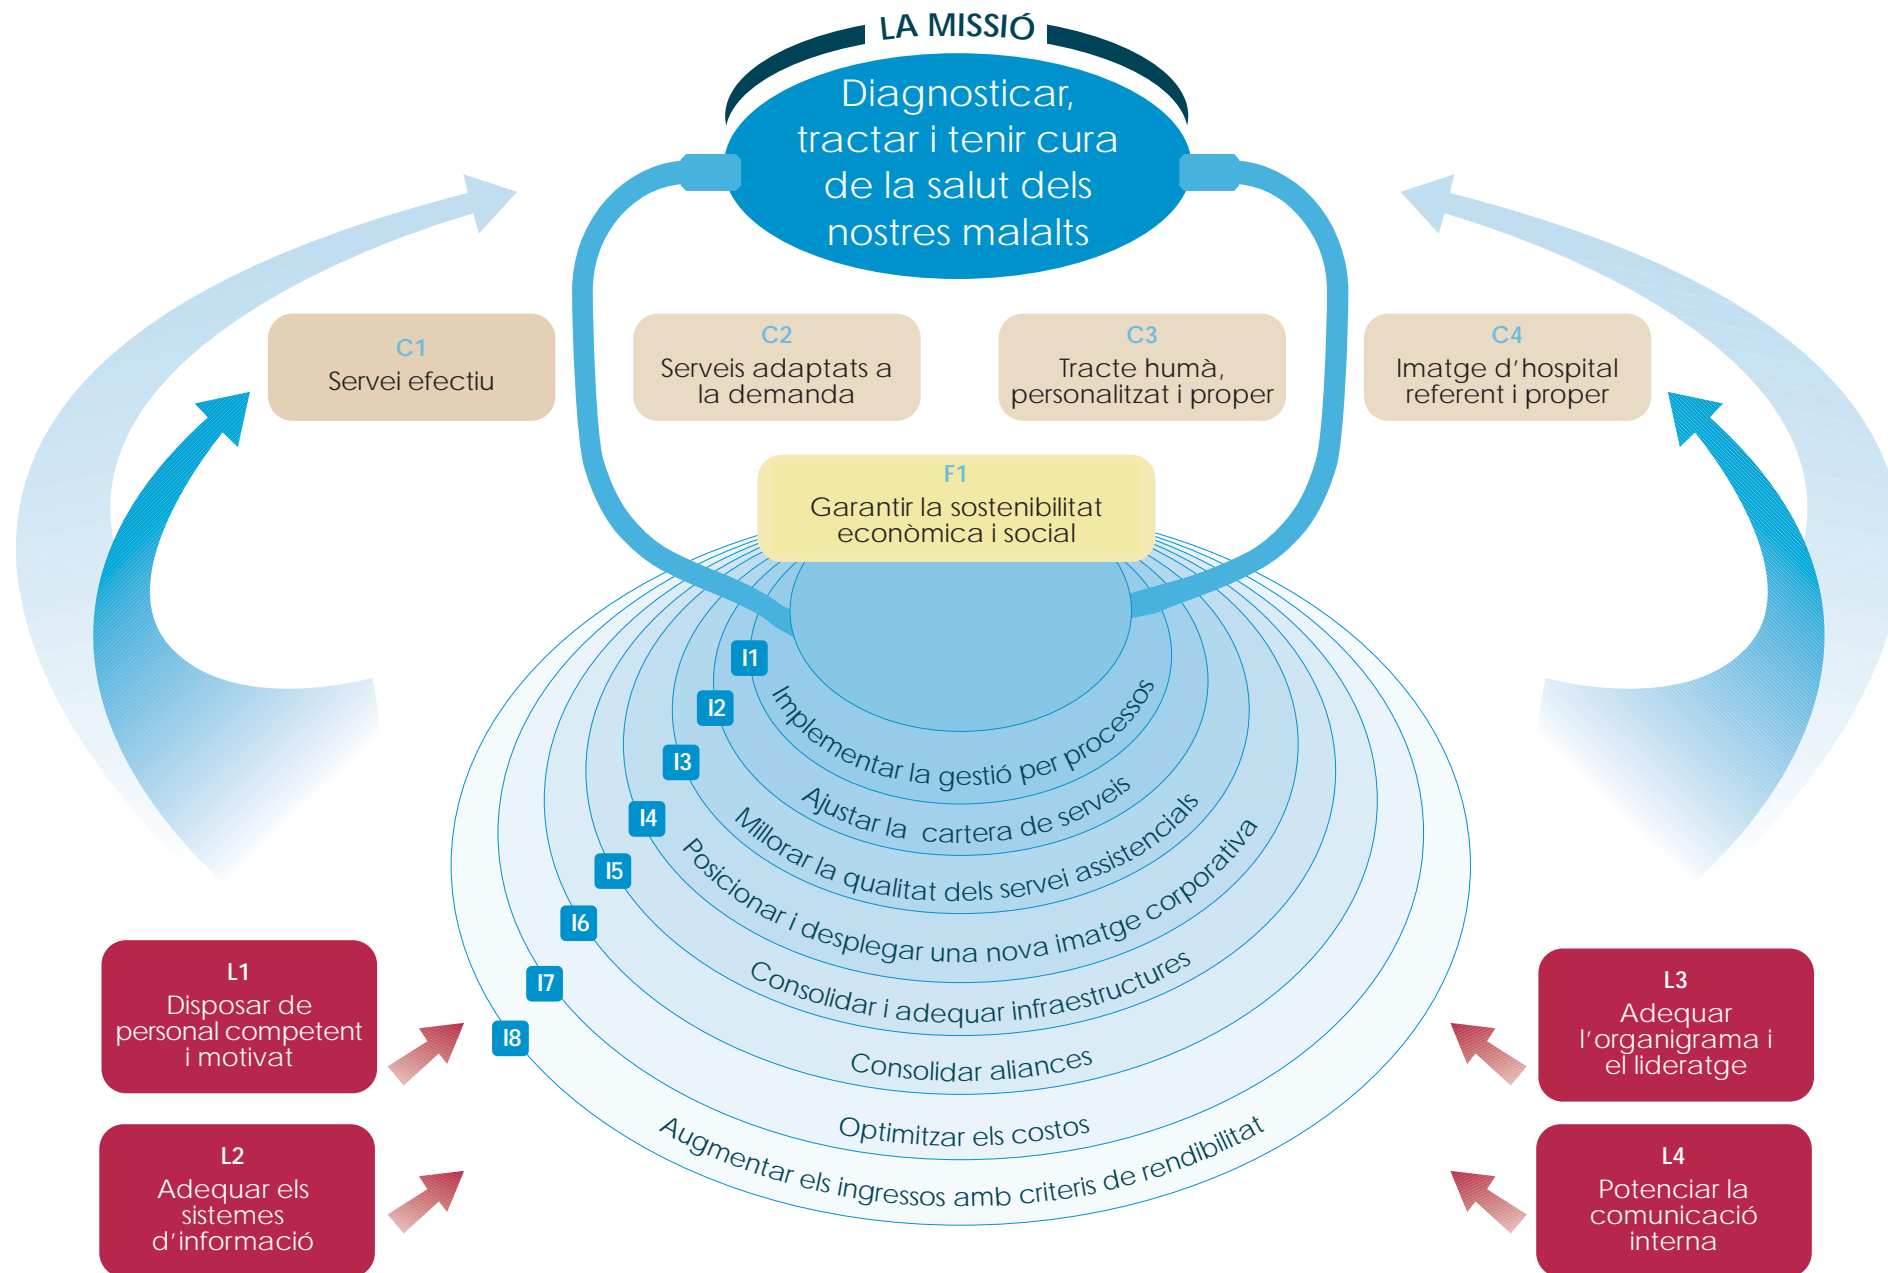 LA MISSIÓ
Diagnosticar,
tractar i tenir cura
de la salut dels
nostres malalts
C1
Servei efectiu
C2
Serveis adaptats a
la demanda
C3
Tracte humà,
personalitzat i proper
C4
Imatge d'hospital
referent i proper
F1
Garantir la sostenibilitat
econòmica i social
I1
Implementar la gestió per processos
I2
Ajustar la cartera de serveis
I3
Millorar la qualitat dels servei assistencials
I4
Posicionar i desplegar una nova imatge corporativa
I5
Consolidar i adequar infraestructures
I6
Consolidar aliances
I7
Optimitzar els costos
I8
Augmentar els ingressos amb criteris de rendibilitat
L1
Disposar de
personal competent
i motivat
L2
Adequar els
sistemes
d'informació
L3
Adequar
l'organigrama i
el lideratge
L4
Potenciar la
comunicació
interna